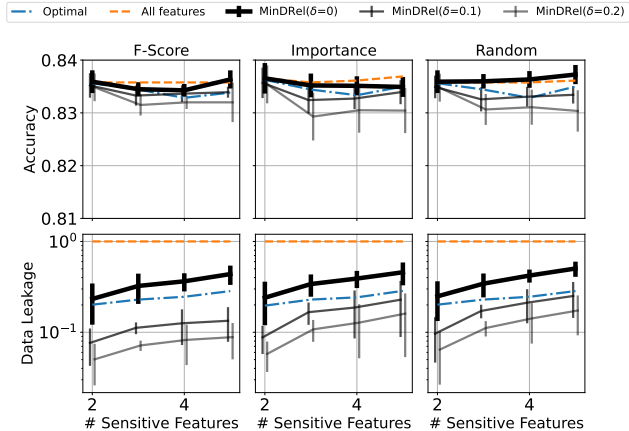 Optimal All features MinDRel(δ=0) MinDRel(δ=0.1) MinDRel(δ=0.2)
F-Score Importance Random
0.84
0.83
0.82
0.81
Accuracy
10⁰
10⁻¹
Data Leakage
2 4 2 4 2 4
# Sensitive Features # Sensitive Features # Sensitive Features